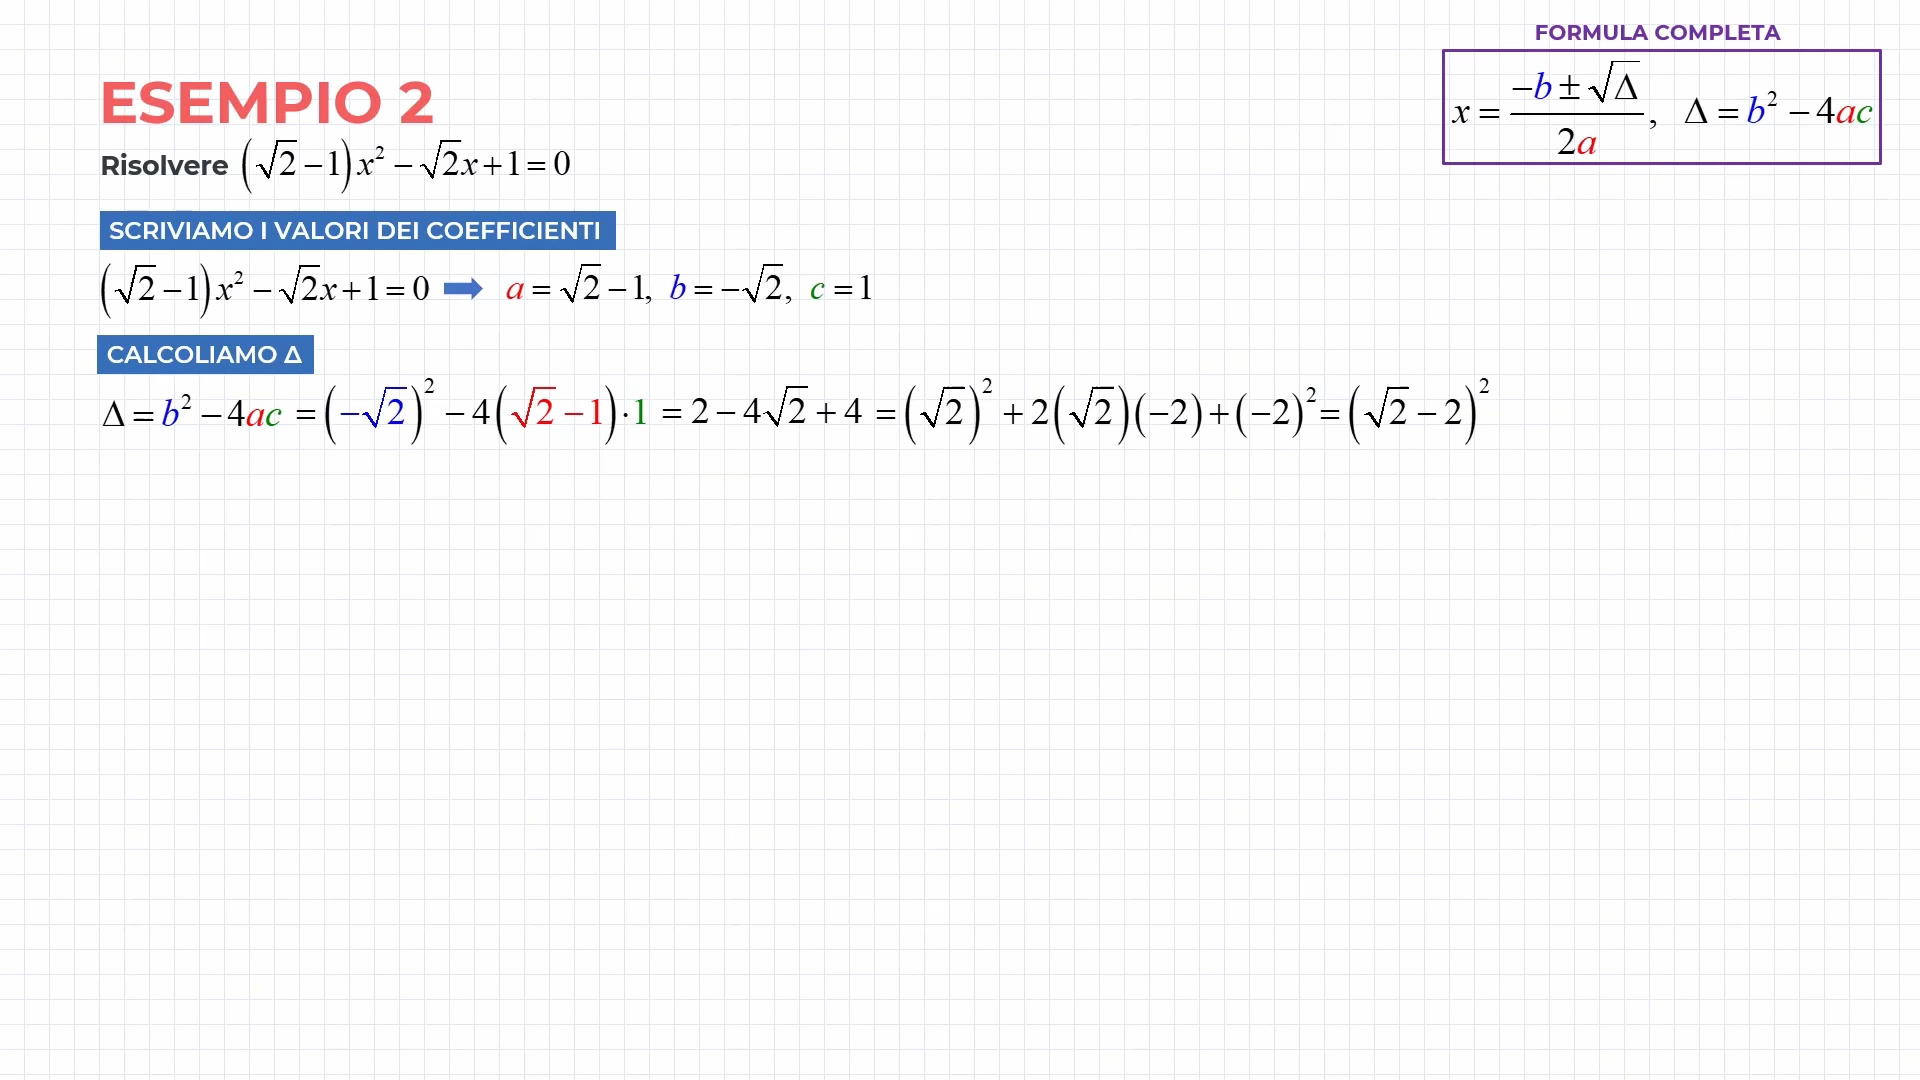 FORMULA COMPLETA
x = (−b ± √Δ) / 2a, Δ = b² − 4ac
ESEMPIO 2
Risolvere (√2 − 1)x² − √2x + 1 = 0
SCRIVIAMO I VALORI DEI COEFFICIENTI
(√2 − 1)x² − √2x + 1 = 0 ➡ a = √2 − 1, b = −√2, c = 1
CALCOLIAMO Δ
Δ = b² − 4ac = (−√2)² − 4(√2 − 1)·1 = 2 − 4√2 + 4 = (√2)² + 2(√2)(−2) + (−2)² = (√2 − 2)²